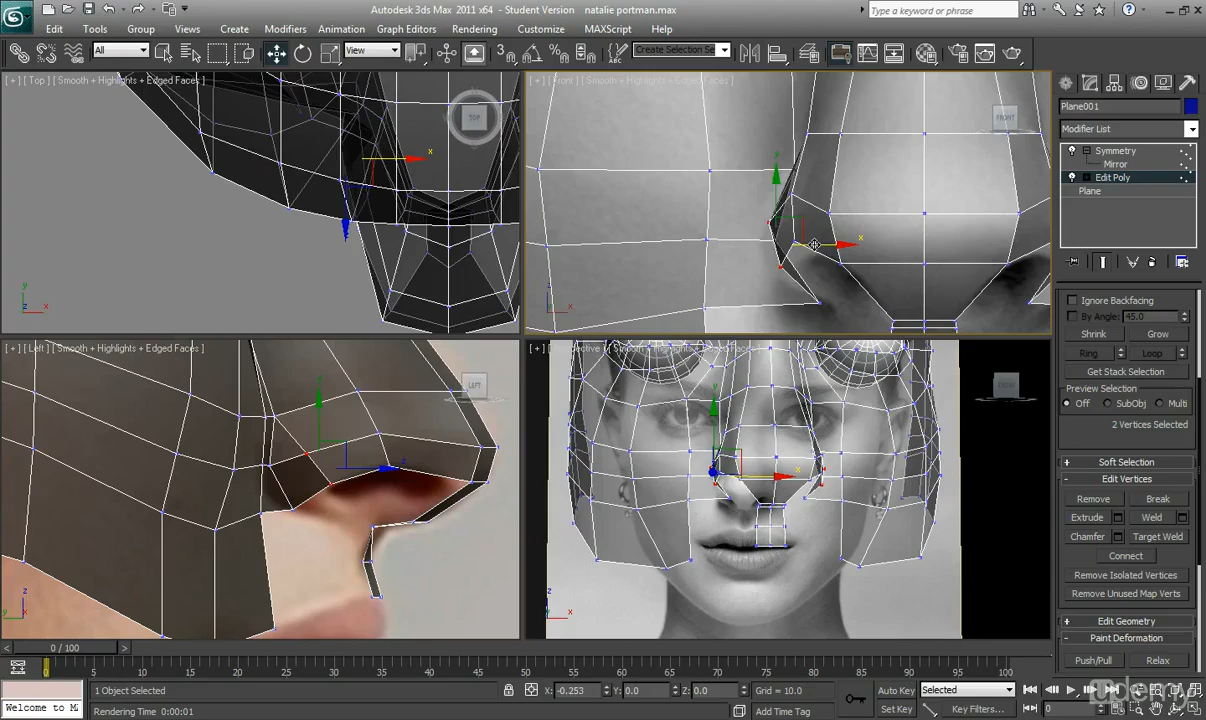 Autodesk 3ds Max 2011 x64 - Student Version natalie portman.max
Type a keyword or phrase
Edit Tools Group Views Create Modifiers Animation Graph Editors Rendering Customize MAXScript Help
All View Create Selection Se
[ + ] [ Top ] [ Smooth + Highlights + Edged Faces ]
TOP
[ + ] [ Front ] [ Smooth + Highlights + Edged Faces ]
FRONT
Plane001
Modifier List
Symmetry
Mirror
Edit Poly
Plane
x
y
z
[ + ] [ Left ] [ Smooth + Highlights + Edged Faces ]
LEFT
Ignore Backfacing
By Angle: 45.0
Shrink Grow
Ring Loop
Get Stack Selection
Preview Selection
Off SubObj Multi
2 Vertices Selected
+ Soft Selection
- Edit Vertices
Remove Break
Extrude Weld
Chamfer Target Weld
Connect
Remove Isolated Vertices
Remove Unused Map Verts
+ Edit Geometry
- Paint Deformation
Push/Pull Relax
< 0 / 100 >
0 5 10 15 20 25 30 35 40 45 50 55 60 65 70 75 80 85 90 95 100
1 Object Selected X: -0.253 Y: 0.0 Z: 0.0 Grid = 10.0 Auto Key Selected
Welcome to M Rendering Time 0:00:01 Add Time Tag Set Key Key Filters... 0
udemy